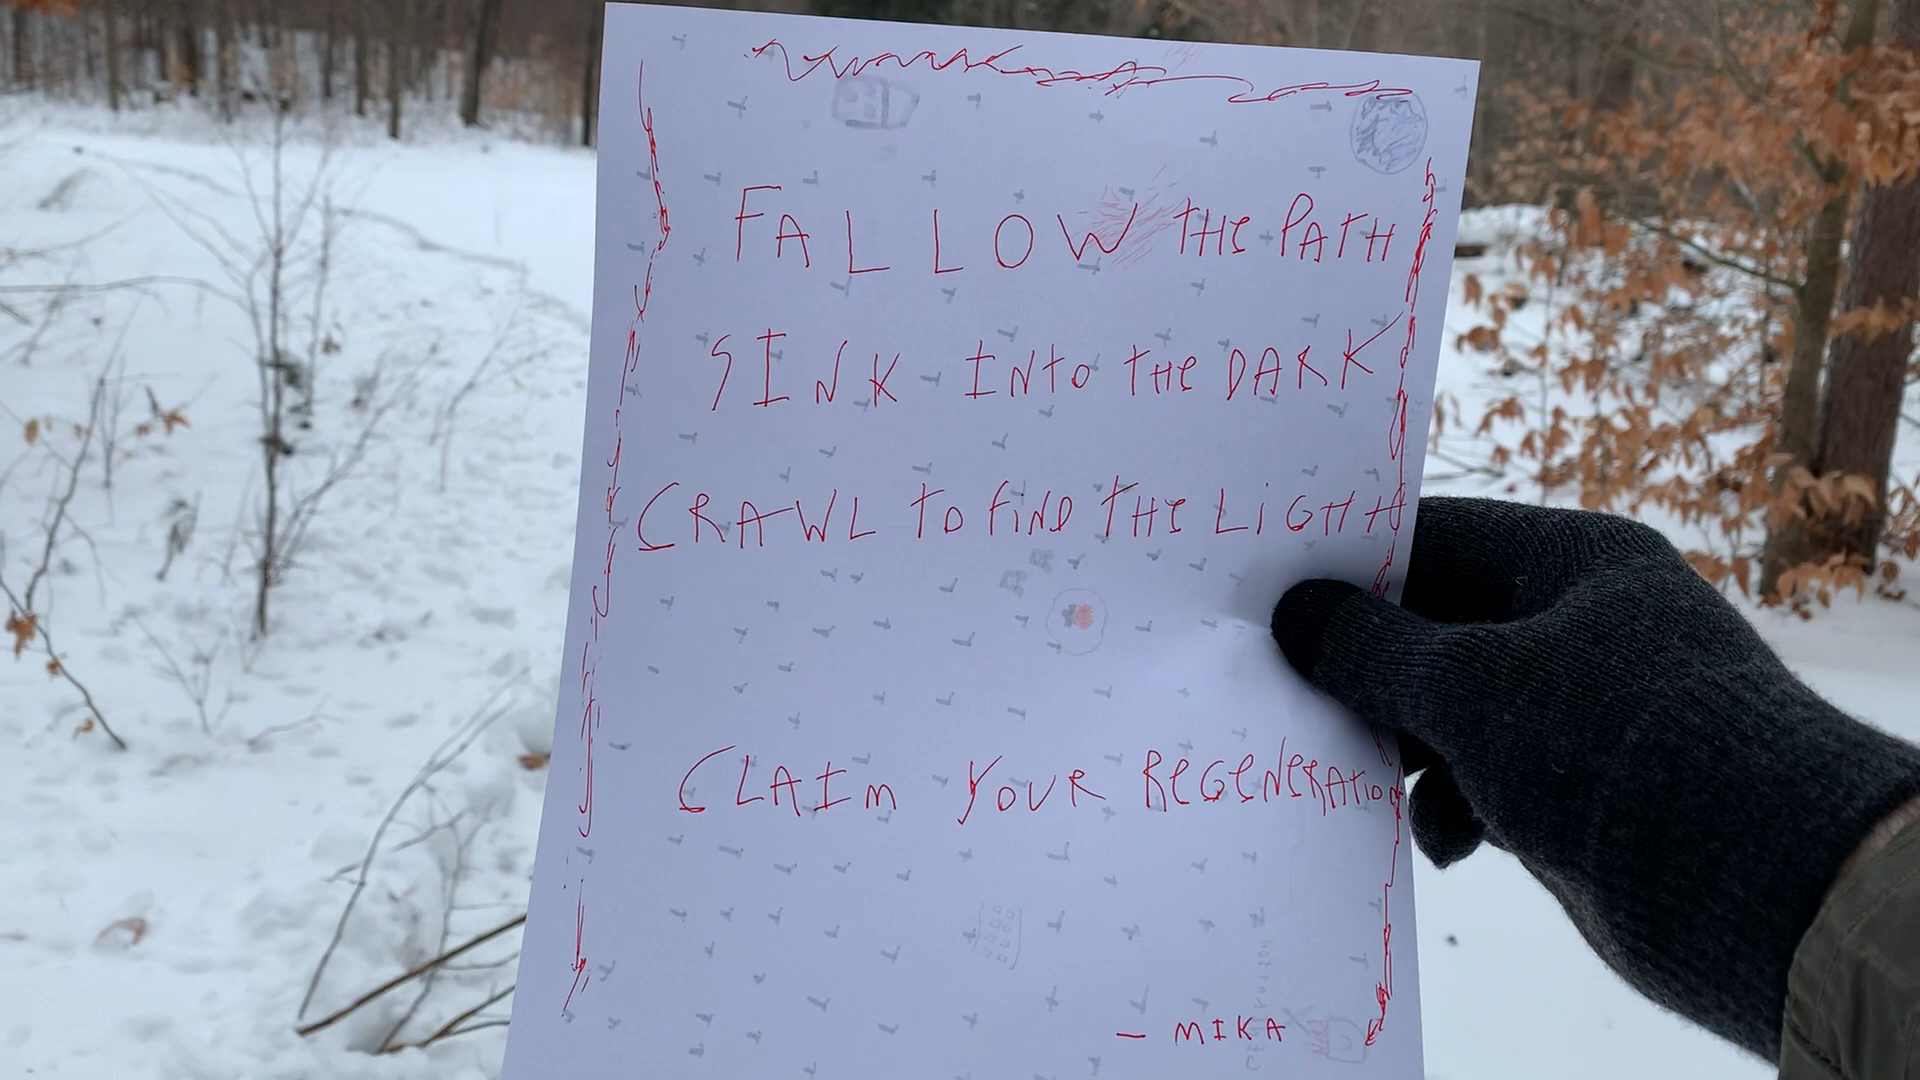 FALLOW THE PATH
SINK INTO THE DARK
CRAWL TO FIND THE LIGHT
CLAIM YOUR REGENERATION
— MIKA